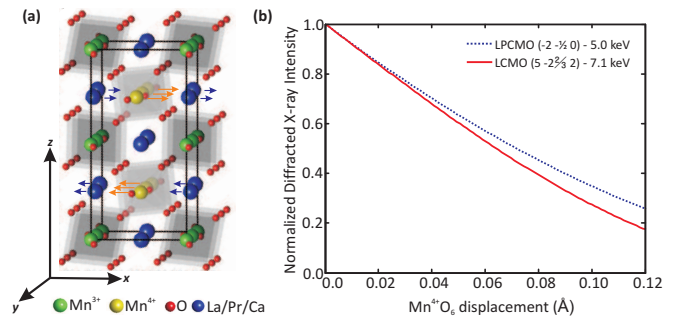 (a)
z
x
y
Mn³⁺ Mn⁴⁺ O La/Pr/Ca
(b)
Normalized Diffracted X-ray Intensity
1.0
0.8
0.6
0.4
0.2
0.0
LPCMO (-2 -½ 0) - 5.0 keV
LCMO (5 -2⅔ 2) - 7.1 keV
0.0 0.02 0.04 0.06 0.08 0.10 0.12
Mn⁴⁺O₆ displacement (Å)